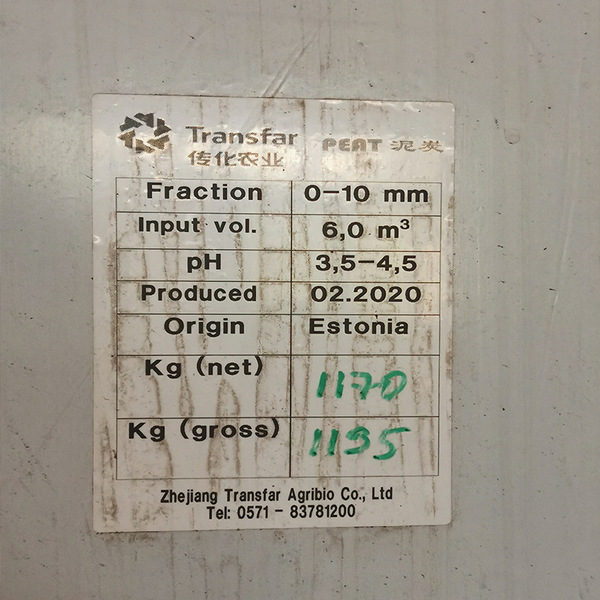 Transfar PEAT 泥炭
传化农业
Fraction 0-10 mm
Input vol. 6,0 m³
pH 3,5-4,5
Produced 02.2020
Origin Estonia
Kg (net) 1170
Kg (gross) 1195
Zhejiang Transfar Agribio Co., Ltd
Tel: 0571 - 83781200